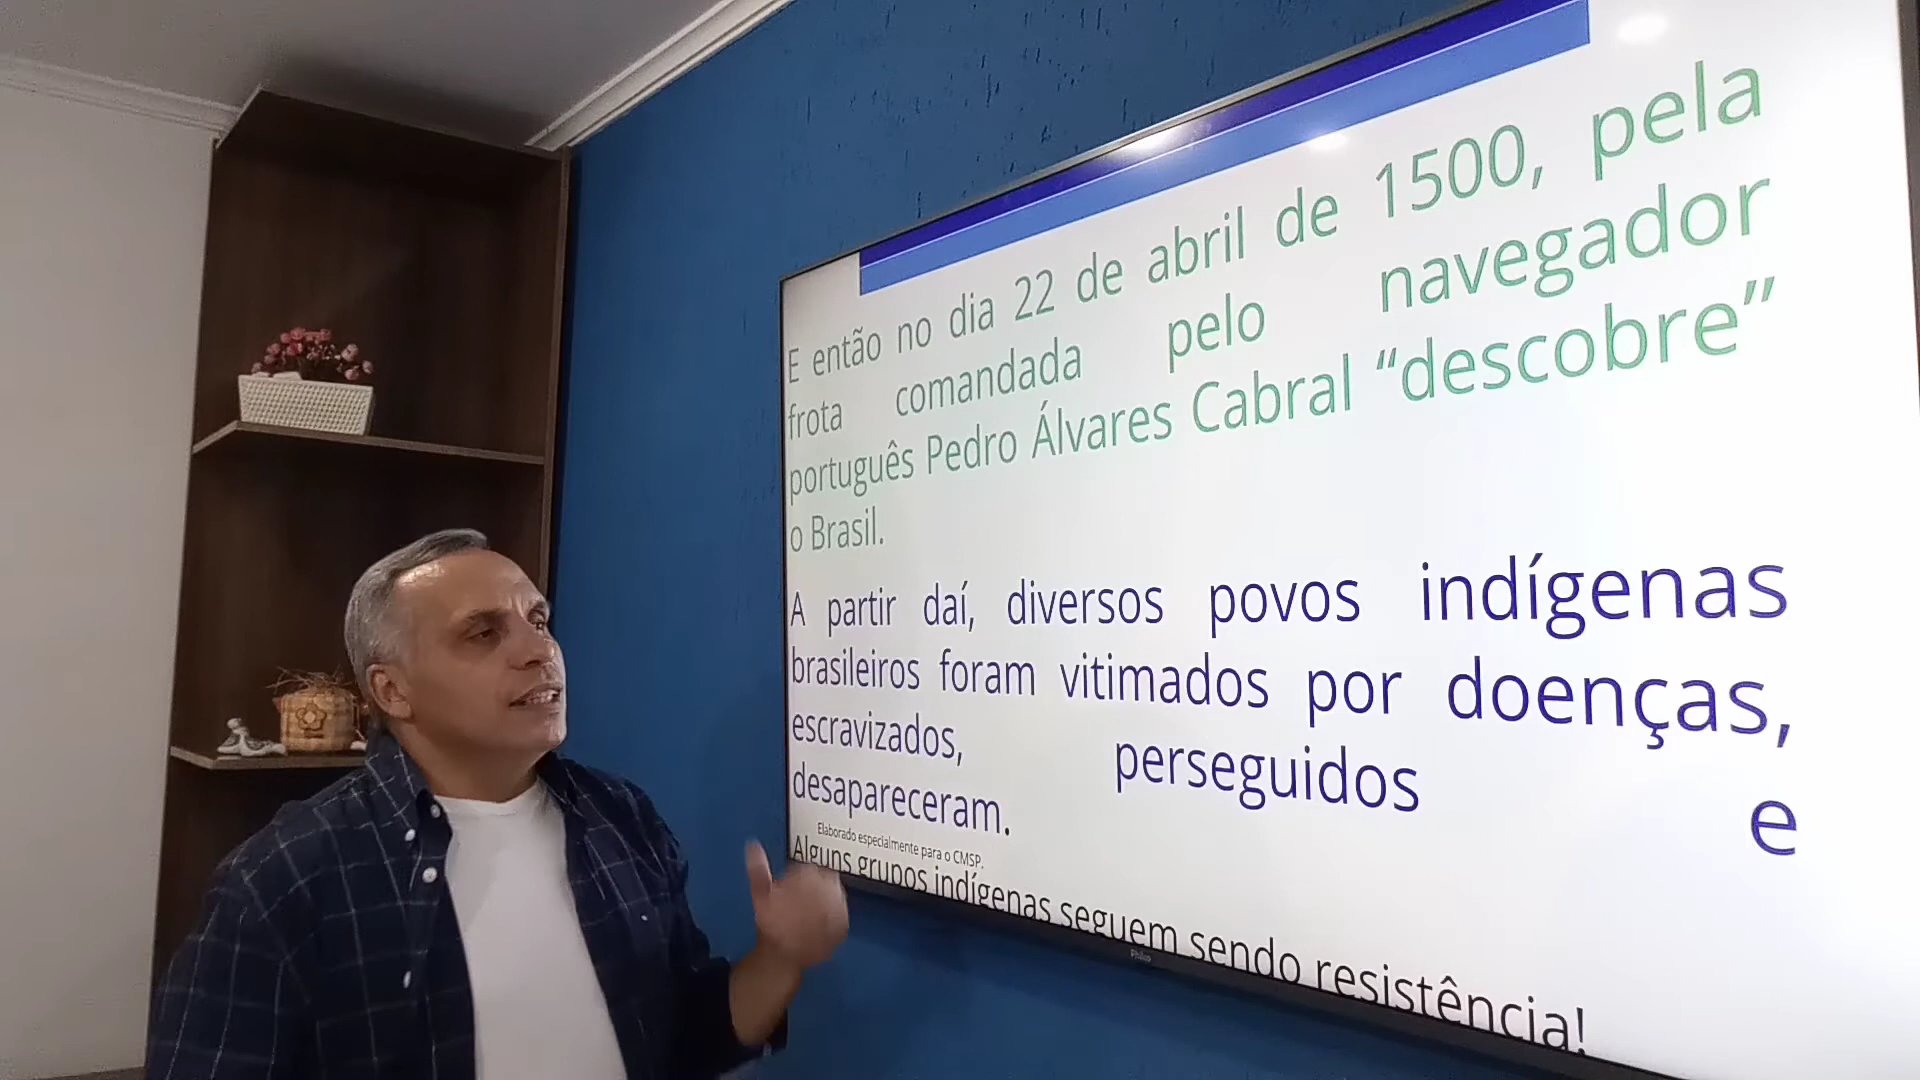 E então no dia 22 de abril de 1500, pela
frota comandada pelo navegador
português Pedro Álvares Cabral “descobre”
o Brasil.
A partir daí, diversos povos indígenas
brasileiros foram vitimados por doenças,
escravizados, perseguidos e
desapareceram.
Elaborado especialmente para o CMSP.
Alguns grupos indígenas seguem sendo resistência!
Philco